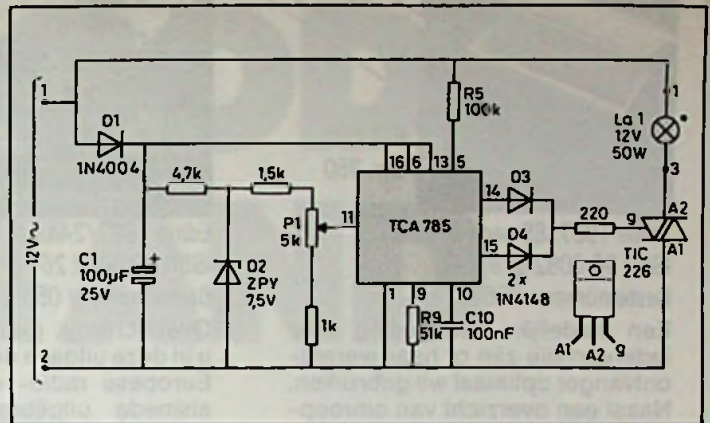 1
D1
1N4004
12V~
2
C1
100µF
25V
4,7k
D2
ZPY
7,5V
1,5k
P1
5k
1k
11
16 6 13 5
R5
100k
TCA 785
14
15
1 9 10
R9
51k
C10
100nF
D3
D4
2x
1N4148
220
g
1
La 1
12V
50W
*
3
A2
A1
TIC
226
A1 A2 g